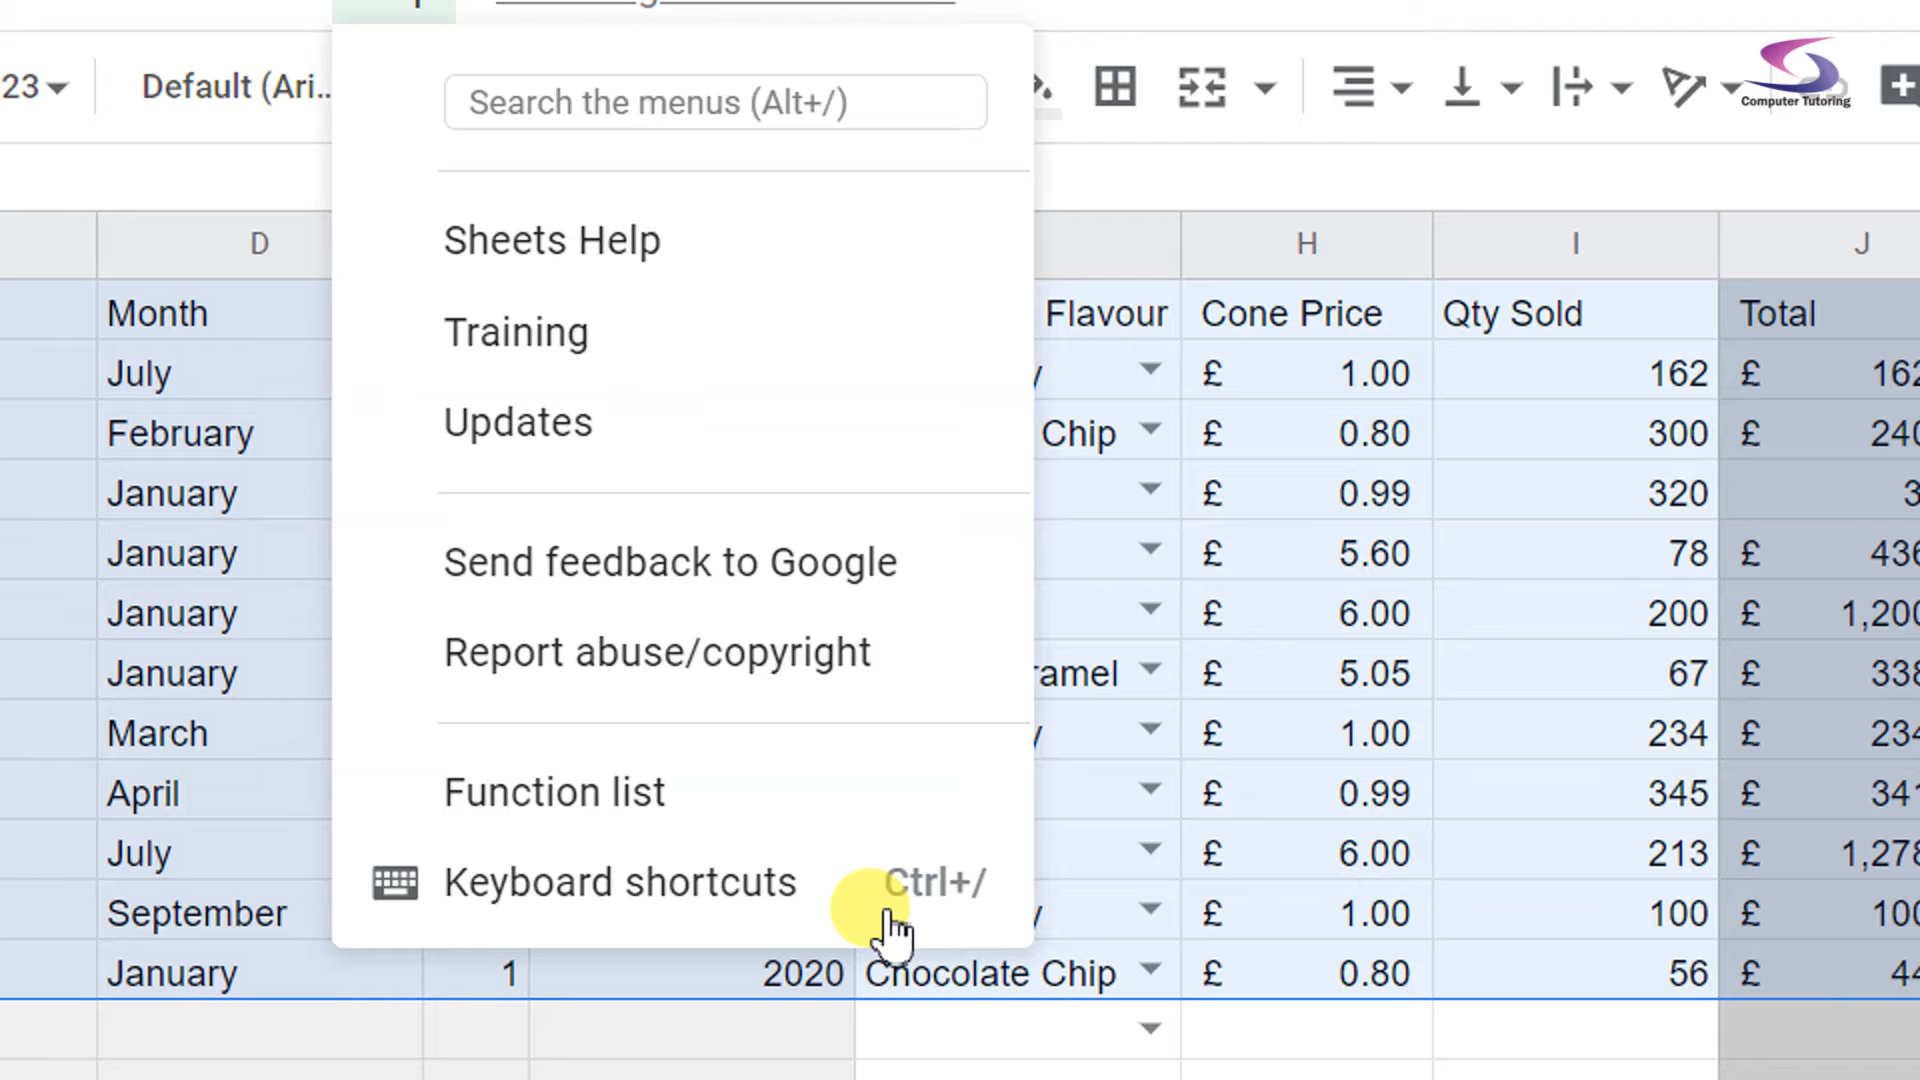 23 Default (Ari...
Computer Tutoring
Search the menus (Alt+/)
Sheets Help
Training
Updates
Send feedback to Google
Report abuse/copyright
Function list
Keyboard shortcuts Ctrl+/
D H I J
Month Flavour Cone Price Qty Sold Total
July £ 1.00 162 £ 162
February Chip £ 0.80 300 £ 240
January £ 0.99 320 3
January £ 5.60 78 £ 436
January £ 6.00 200 £ 1,200
January ramel £ 5.05 67 £ 338
March y £ 1.00 234 £ 234
April £ 0.99 345 £ 341
July £ 6.00 213 £ 1,278
September y £ 1.00 100 £ 100
January 1 2020 Chocolate Chip £ 0.80 56 £ 44